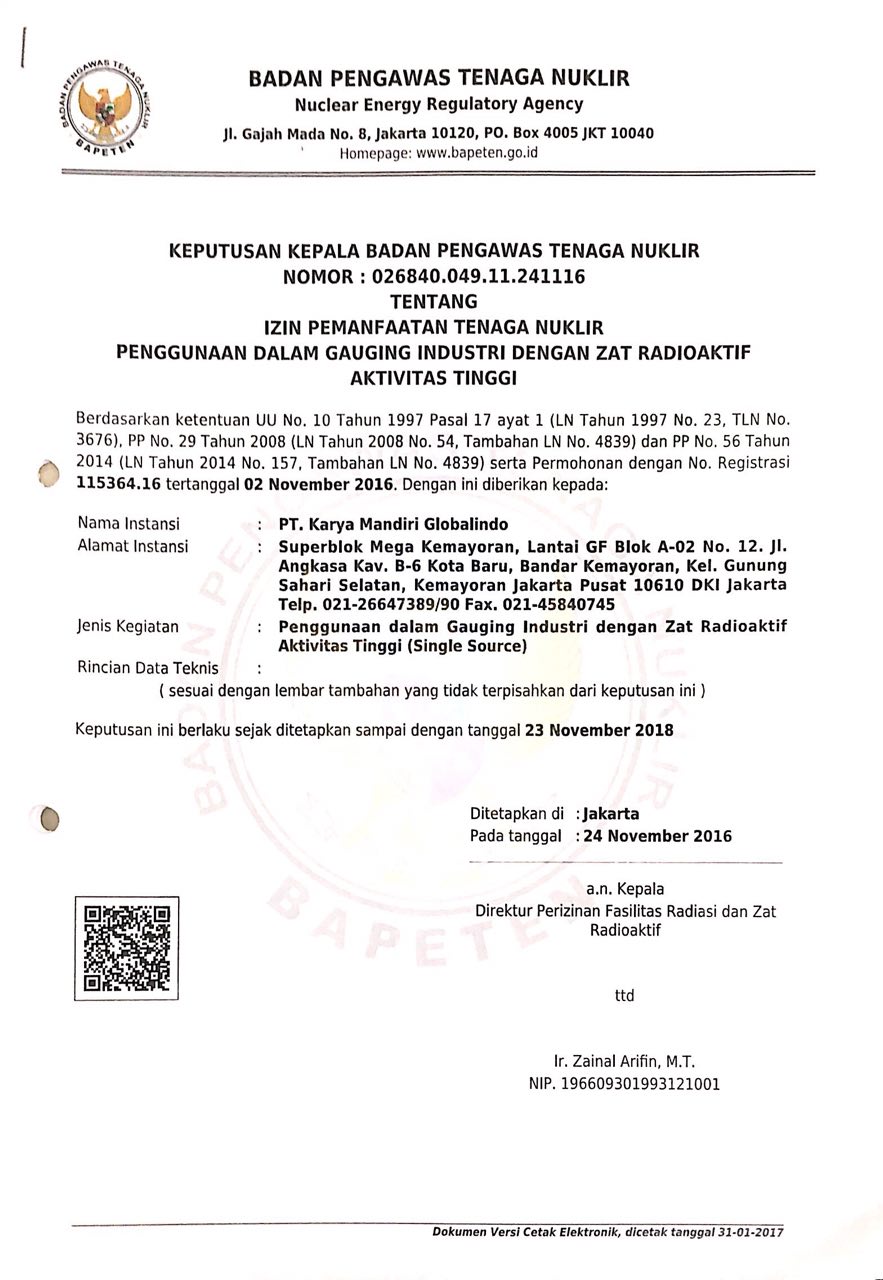 BADAN PENGAWAS TENAGA NUKLIR
BAPETEN
BADAN PENGAWAS TENAGA NUKLIR
Nuclear Energy Regulatory Agency
Jl. Gajah Mada No. 8, Jakarta 10120, PO. Box 4005 JKT 10040
Homepage: www.bapeten.go.id
KEPUTUSAN KEPALA BADAN PENGAWAS TENAGA NUKLIR
NOMOR : 026840.049.11.241116
TENTANG
IZIN PEMANFAATAN TENAGA NUKLIR
PENGGUNAAN DALAM GAUGING INDUSTRI DENGAN ZAT RADIOAKTIF
AKTIVITAS TINGGI
Berdasarkan ketentuan UU No. 10 Tahun 1997 Pasal 17 ayat 1 (LN Tahun 1997 No. 23, TLN No.
3676), PP No. 29 Tahun 2008 (LN Tahun 2008 No. 54, Tambahan LN No. 4839) dan PP No. 56 Tahun
2014 (LN Tahun 2014 No. 157, Tambahan LN No. 4839) serta Permohonan dengan No. Registrasi
115364.16 tertanggal 02 November 2016. Dengan ini diberikan kepada:
Nama Instansi : PT. Karya Mandiri Globalindo
Alamat Instansi : Superblok Mega Kemayoran, Lantai GF Blok A-02 No. 12. Jl.
Angkasa Kav. B-6 Kota Baru, Bandar Kemayoran, Kel. Gunung
Sahari Selatan, Kemayoran Jakarta Pusat 10610 DKI Jakarta
Telp. 021-26647389/90 Fax. 021-45840745
Jenis Kegiatan : Penggunaan dalam Gauging Industri dengan Zat Radioaktif
Aktivitas Tinggi (Single Source)
Rincian Data Teknis :
( sesuai dengan lembar tambahan yang tidak terpisahkan dari keputusan ini )
Keputusan ini berlaku sejak ditetapkan sampai dengan tanggal 23 November 2018
Ditetapkan di : Jakarta
Pada tanggal : 24 November 2016
a.n. Kepala
Direktur Perizinan Fasilitas Radiasi dan Zat
Radioaktif
ttd
Ir. Zainal Arifin, M.T.
NIP. 196609301993121001
BADAN PENGAWAS TENAGA NUKLIR
BAPETEN
Dokumen Versi Cetak Elektronik, dicetak tanggal 31-01-2017